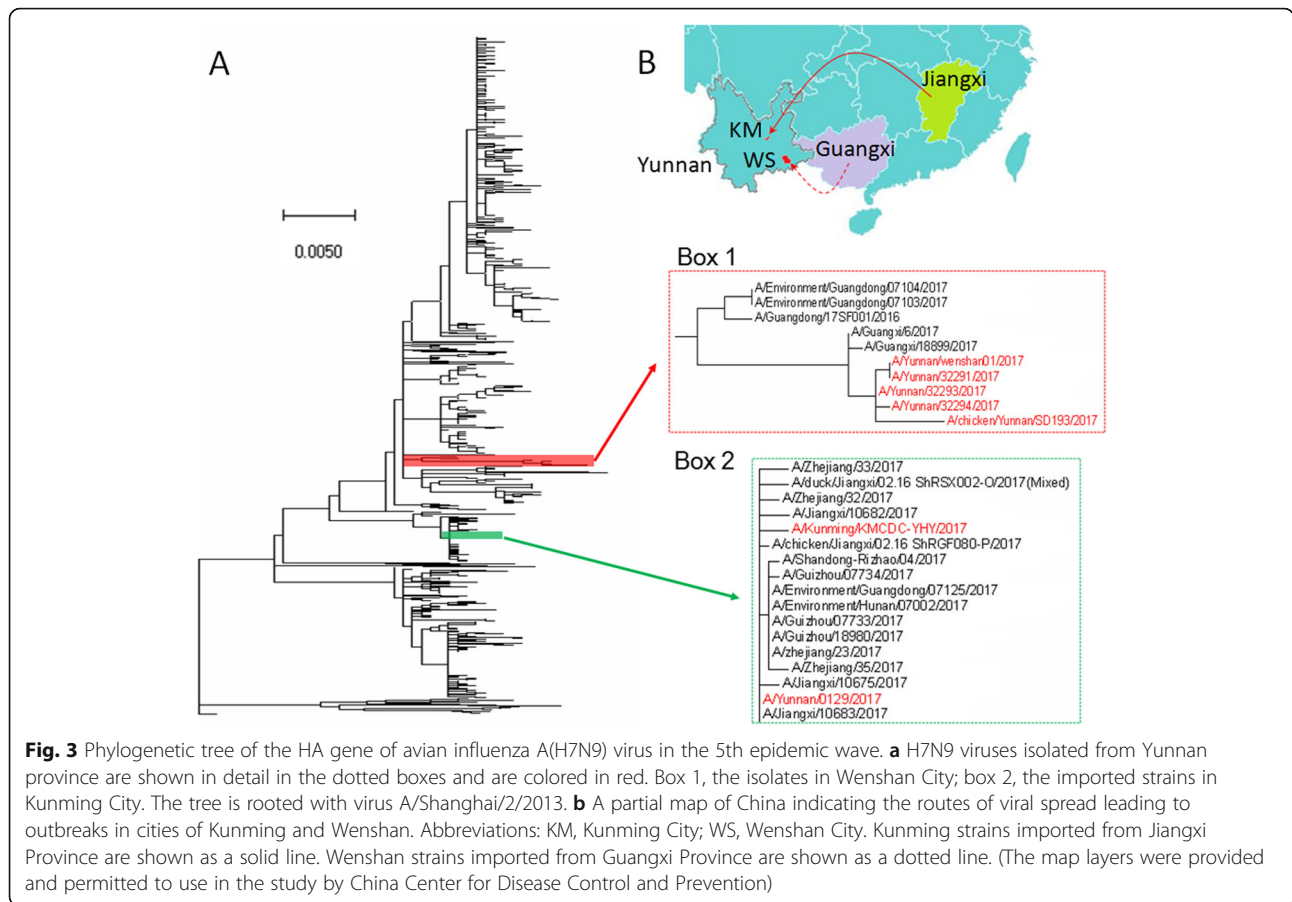 A
0.0050
B
Jiangxi
KM
Guangxi
WS
Yunnan
Box 1
A/Environment/Guangdong/07104/2017
A/Environment/Guangdong/07103/2017
A/Guangdong/17SF001/2016
A/Guangxi/6/2017
A/Guangxi/18899/2017
A/Yunnan/wenshan01/2017
A/Yunnan/32291/2017
A/Yunnan/32293/2017
A/Yunnan/32294/2017
A/chicken/Yunnan/SD193/2017
Box 2
A/Zhejiang/33/2017
A/duck/Jiangxi/02.16 ShRSX002-O/2017(Mixed)
A/Zhejiang/32/2017
A/Jiangxi/10682/2017
A/Kunming/KMCDC-YHY/2017
A/chicken/Jiangxi/02.16 ShRGF080-P/2017
A/Shandong-Rizhao/04/2017
A/Guizhou/07734/2017
A/Environment/Guangdong/07125/2017
A/Environment/Hunan/07002/2017
A/Guizhou/07733/2017
A/Guizhou/18980/2017
A/zhejiang/23/2017
A/Zhejiang/35/2017
A/Jiangxi/10675/2017
A/Yunnan/0129/2017
A/Jiangxi/10683/2017
Fig. 3 Phylogenetic tree of the HA gene of avian influenza A(H7N9) virus in the 5th epidemic wave. a H7N9 viruses isolated from Yunnan
province are shown in detail in the dotted boxes and are colored in red. Box 1, the isolates in Wenshan City; box 2, the imported strains in
Kunming City. The tree is rooted with virus A/Shanghai/2/2013. b A partial map of China indicating the routes of viral spread leading to
outbreaks in cities of Kunming and Wenshan. Abbreviations: KM, Kunming City; WS, Wenshan City. Kunming strains imported from Jiangxi
Province are shown as a solid line. Wenshan strains imported from Guangxi Province are shown as a dotted line. (The map layers were provided
and permitted to use in the study by China Center for Disease Control and Prevention)